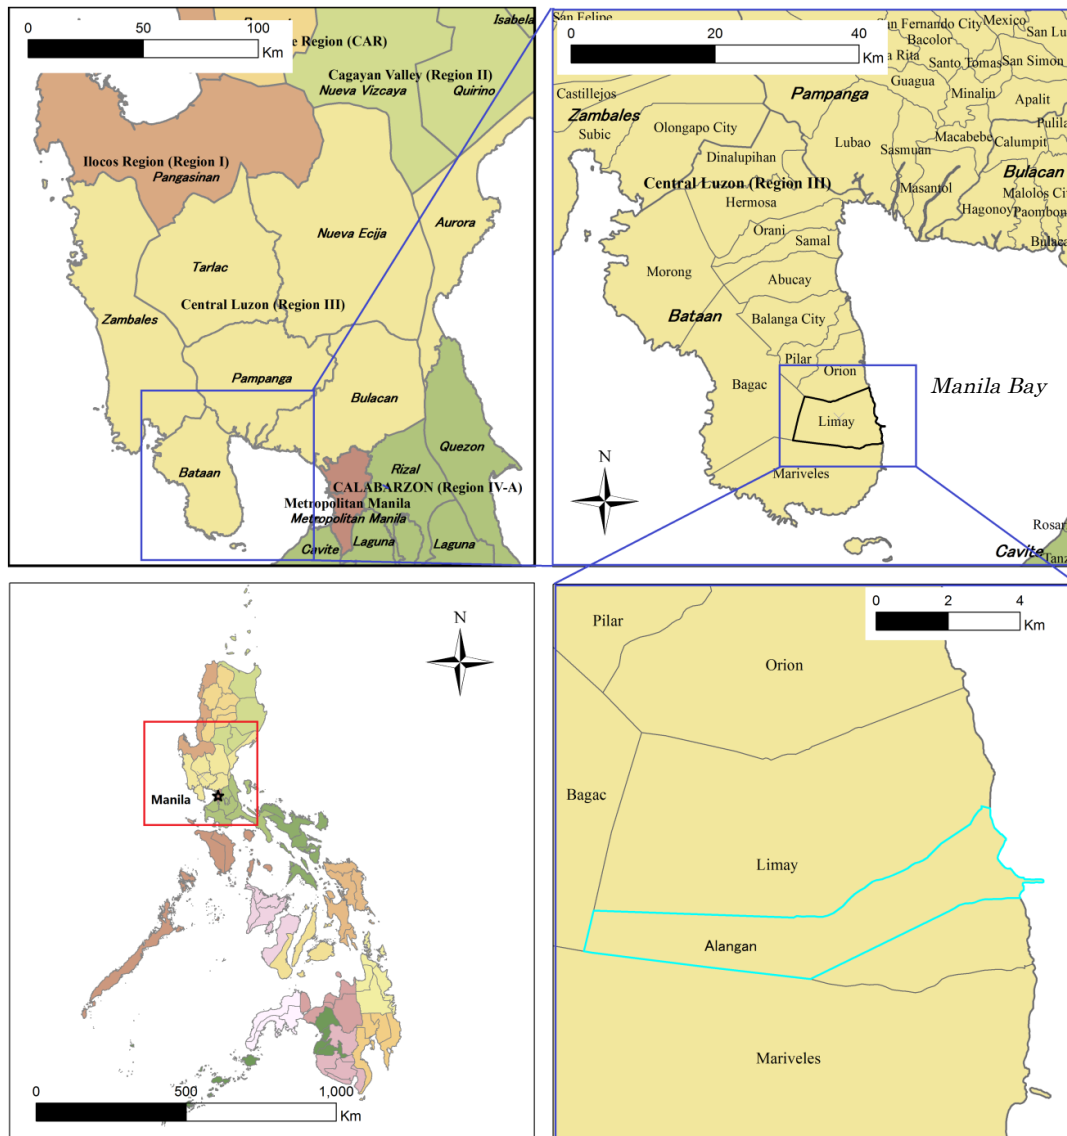 0 50 100
Km
Isabela
e Region (CAR)
Cagayan Valley (Region II)
Nueva Vizcaya
Quirino
Ilocos Region (Region I)
Pangasinan
Nueva Ecija
Aurora
Tarlac
Central Luzon (Region III)
Zambales
Pampanga
Bulacan
Quezon
Bataan
Rizal
CALABARZON (Region IV-A)
Metropolitan Manila
Metropolitan Manila
Cavite
Laguna
Laguna
San Felipe
0 20 40
Km
San Fernando City
Mexico
San Lu
Bacolor
a Rita
Santo Tomas
San Simon
Guagua
Castillejos
Pampanga
Minalin
Apalit
Zambales
Subic
Olongapo City
Lubao
Macabebe
Pulila
Calumpit
Sasmuan
Dinalupihan
Central Luzon (Region III)
Bulacan
Hermosa
Masantol
Malolos Ci
Hagonoy
Paombon
Orani
Samal
Bulaca
Morong
Abucay
Bataan
Balanga City
Pilar
Orion
Bagac
Manila Bay
Limay
N
Mariveles
Rosar
Cavite
Tanz
N
Manila
0 500 1,000
Km
0 2 4
Km
Pilar
Orion
Bagac
Limay
Alangan
Mariveles